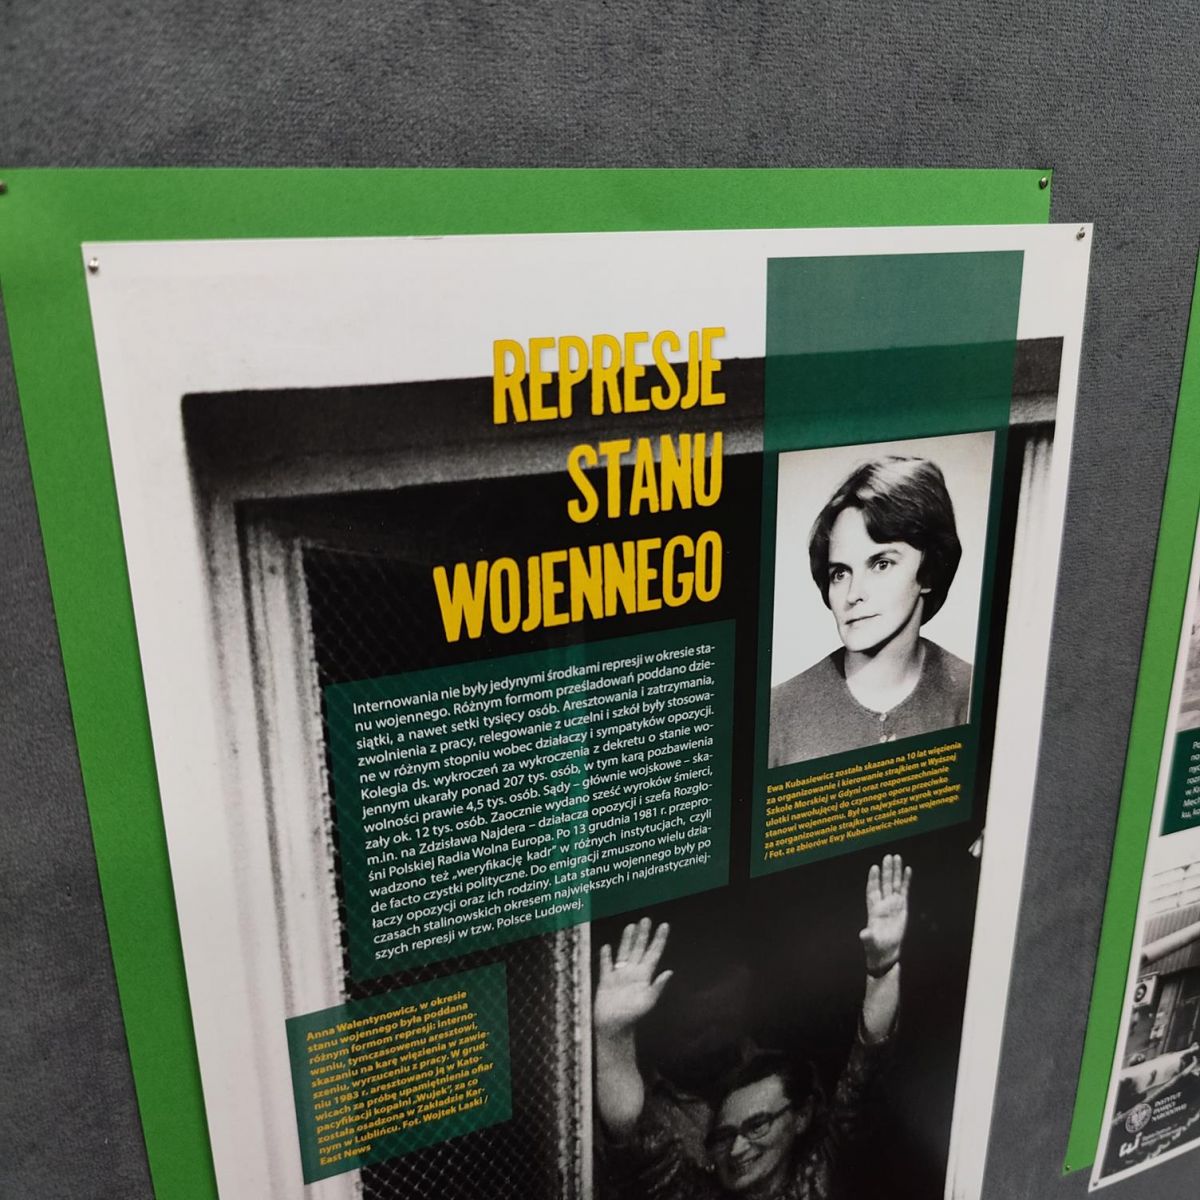 REPRESJE
STANU
WOJENNEGO
Internowania nie były jedynymi środkami represji w okresie sta-
nu wojennego. Różnym formom prześladowań poddano dzie-
siątki, a nawet setki tysięcy osób. Aresztowania i zatrzymania,
zwolnienia z pracy, relegowanie z uczelni i szkół były stosowa-
ne w różnym stopniu wobec działaczy i sympatyków opozycji.
Kolegia ds. wykroczeń za wykroczenia z dekretu o stanie wo-
jennym ukarały ponad 207 tys. osób, w tym karą pozbawienia
wolności prawie 4,5 tys. osób. Sądy – głównie wojskowe – ska-
zały ok. 12 tys. osób. Zaocznie wydano sześć wyroków śmierci,
m.in. na Zdzisława Najdera – działacza opozycji i szefa Rozgło-
śni Polskiej Radia Wolna Europa. Po 13 grudnia 1981 r. przepro-
wadzono też „weryfikację kadr” w różnych instytucjach, czyli
de facto czystki polityczne. Do emigracji zmuszono wielu dzia-
łaczy opozycji oraz ich rodziny. Lata stanu wojennego były po
czasach stalinowskich okresem największych i najdrastyczniej-
szych represji w tzw. Polsce Ludowej.
Ewa Kubasiewicz została skazana na 10 lat więzienia
za organizowanie i kierowanie strajkiem w Wyższej
Szkole Morskiej w Gdyni oraz rozpowszechnianie
ulotki nawołującej do czynnego oporu przeciwko
stanowi wojennemu. Był to najwyższy wyrok wydany
za zorganizowanie strajku w czasie stanu wojennego
/ Fot. ze zbiorów Ewy Kubasiewicz-Houée
Anna Walentynowicz, w okresie
stanu wojennego była poddana
różnym formom represji: interno-
waniu, tymczasowemu aresztowi,
skazaniu na karę więzienia w zawie-
szeniu, wyrzuceniu z pracy. W grud-
niu 1983 r. aresztowano ją w Kato-
wicach za próbę upamiętnienia ofiar
pacyfikacji kopalni „Wujek”, za co
została osadzona w Zakładzie Kar-
nym w Lublińcu. Fot. Wojtek Laski /
East News
INSTYTUT
PAMIĘCI
NARODOWEJ